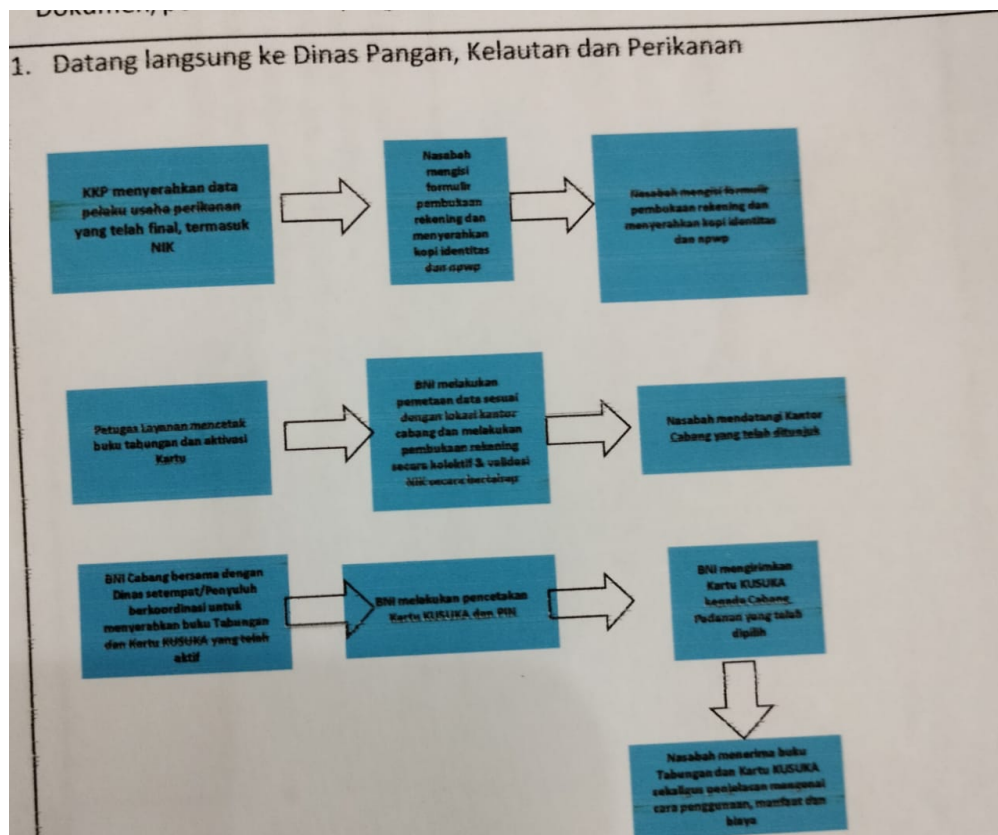 1. Datang langsung ke Dinas Pangan, Kelautan dan Perikanan
KKP menyerahkan data
pelaku usaha perikanan
yang telah final, termasuk
NIK
Nasabah
mengisi
formulir
pembukaan
rekening dan
menyerahkan
kopi identitas
dan npwp
Nasabah mengisi formulir
pembukaan rekening dan
menyerahkan kopi identitas
dan npwp
Petugas Layanan mencetak
buku tabungan dan aktivasi
Kartu
BNI melakukan
pemetaan data sesuai
dengan lokasi kantor
cabang dan melakukan
pembukaan rekening
secara kolektif & validasi
NIK secara bertahap
Nasabah mendatangi Kantor
Cabang yang telah ditunjuk
BNI Cabang bersama dengan
Dinas setempat/Penyuluh
berkoordinasi untuk
menyerahkan buku Tabungan
dan Kartu KUSUKA yang telah
aktif
BNI melakukan pencetakan
Kartu KUSUKA dan PIN
BNI mengirimkan
Kartu KUSUKA
kepada Cabang
Padanan yang telah
dipilih
Nasabah menerima buku
Tabungan dan Kartu KUSUKA
sekaligus penjelasan mengenai
cara penggunaan, manfaat dan
biaya